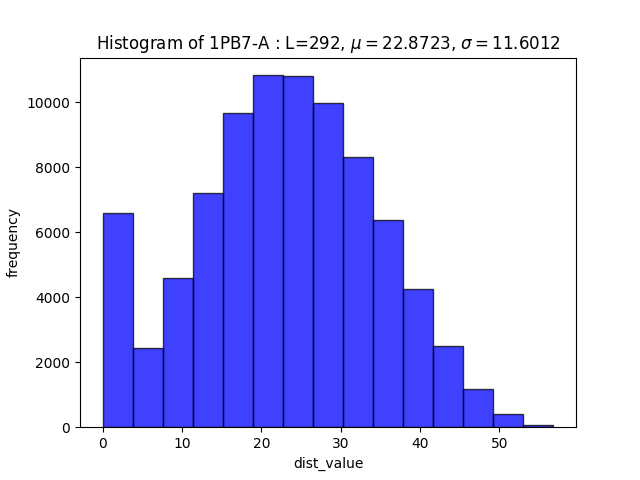 Histogram of 1PB7-A : L=292, μ = 22.8723, σ = 11.6012
10000
8000
6000
4000
2000
0
frequency
0 10 20 30 40 50
dist_value